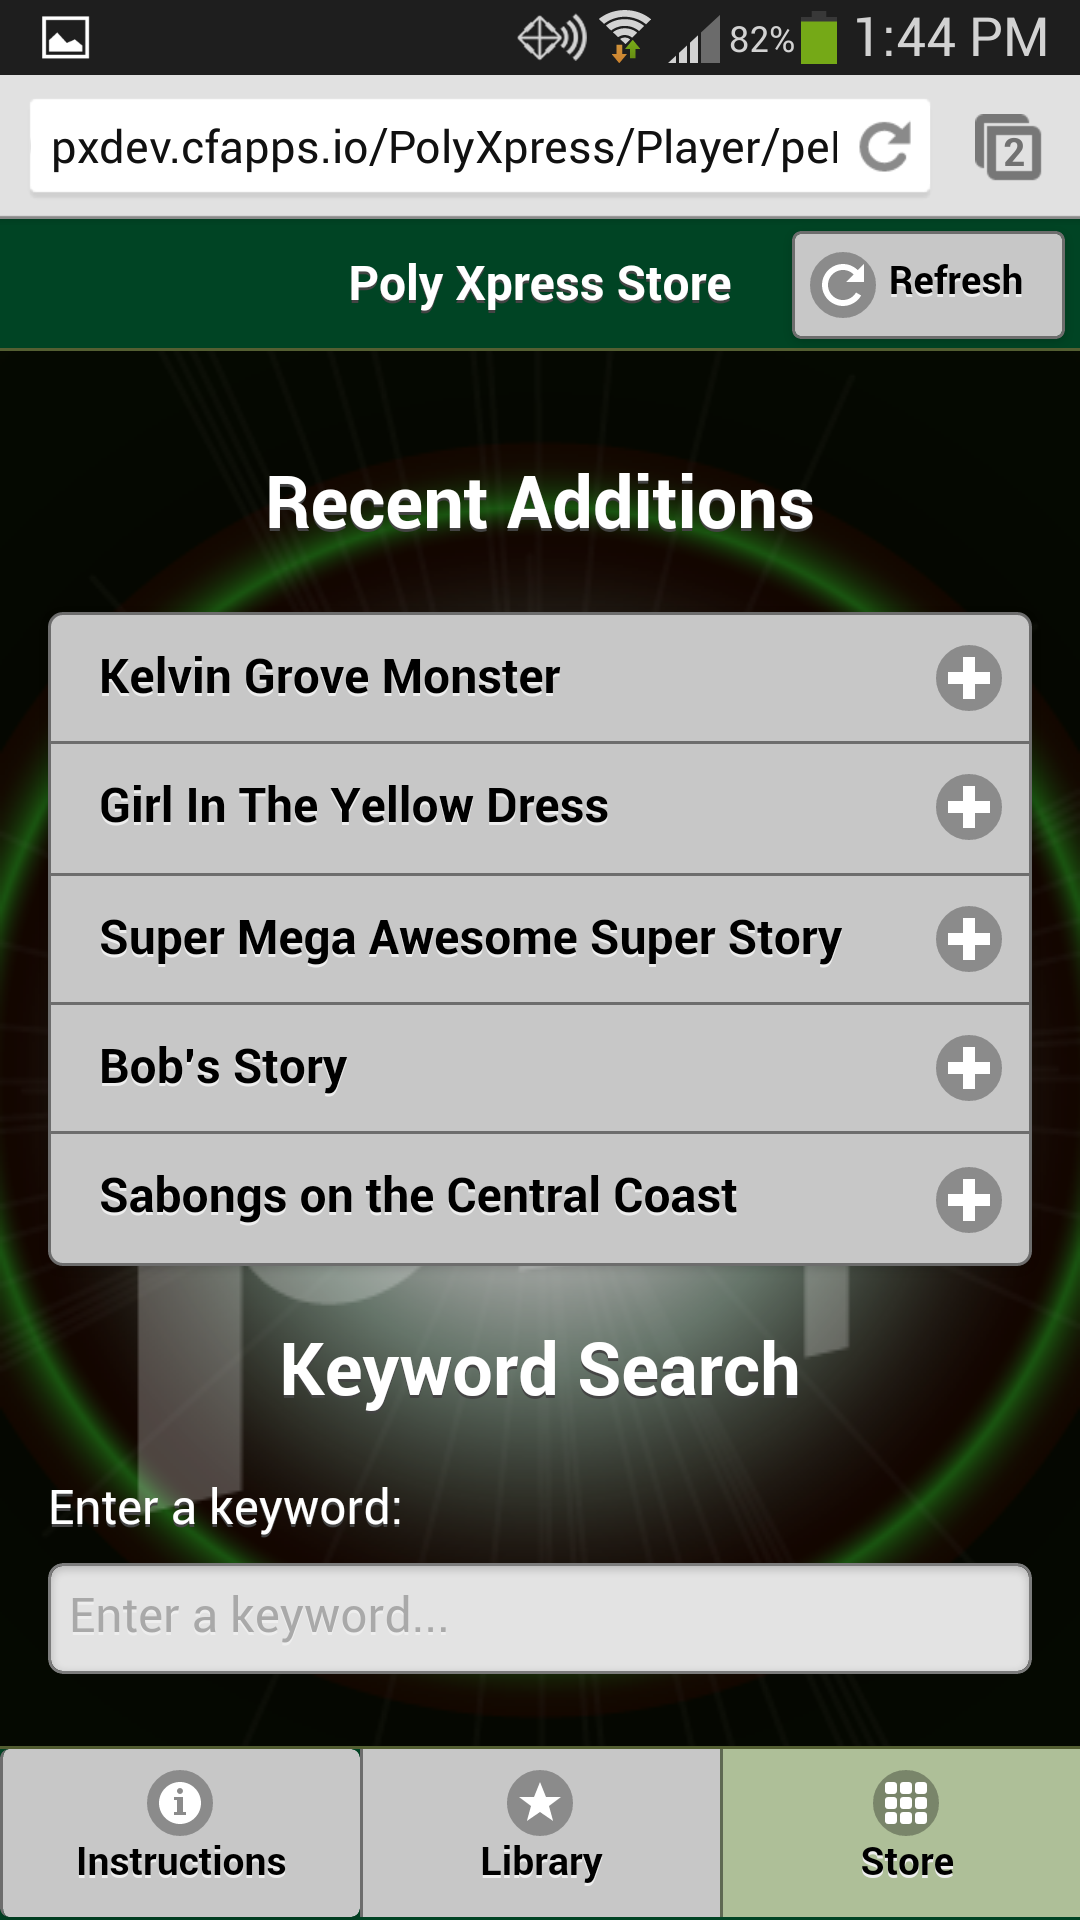 82% 1:44 PM
pxdev.cfapps.io/PolyXpress/Player/pel
2
Poly Xpress Store
Refresh
Recent Additions
Kelvin Grove Monster
Girl In The Yellow Dress
Super Mega Awesome Super Story
Bob's Story
Sabongs on the Central Coast
Keyword Search
Enter a keyword:
Enter a keyword...
Instructions
Library
Store